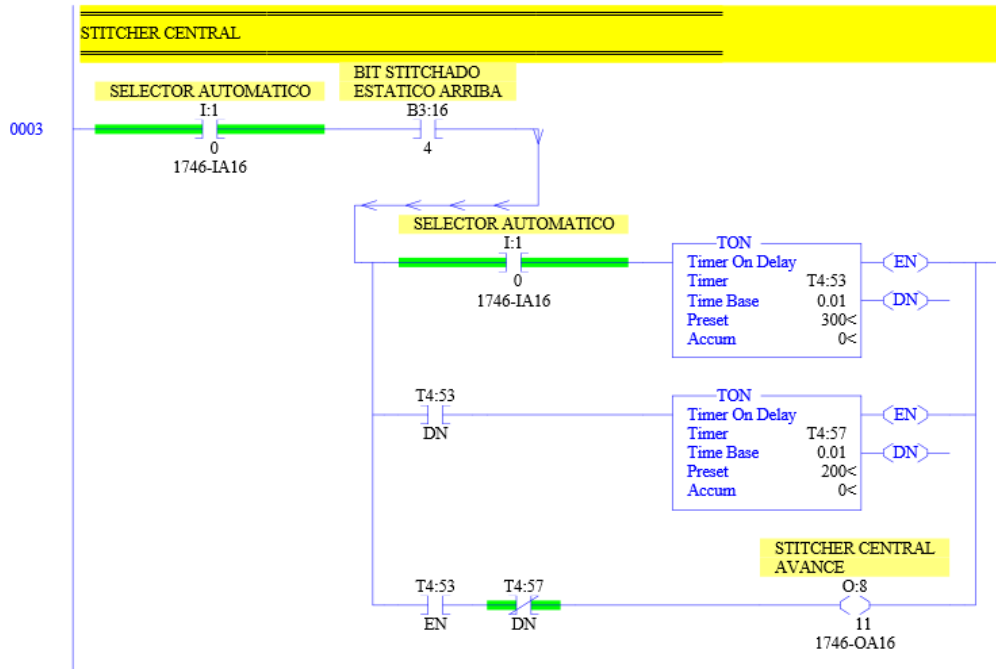 STITCHER CENTRAL
BIT STITCHADO
SELECTOR AUTOMATICO ESTATICO ARRIBA
I:1 B3:16
0003
0 4
1746-IA16
SELECTOR AUTOMATICO
I:1
0
1746-IA16
TON
Timer On Delay EN
Timer T4:53
Time Base 0.01 DN
Preset 300<
Accum 0<
T4:53
DN
TON
Timer On Delay EN
Timer T4:57
Time Base 0.01 DN
Preset 200<
Accum 0<
STITCHER CENTRAL
AVANCE
T4:53 T4:57 O:8
EN DN 11
1746-OA16